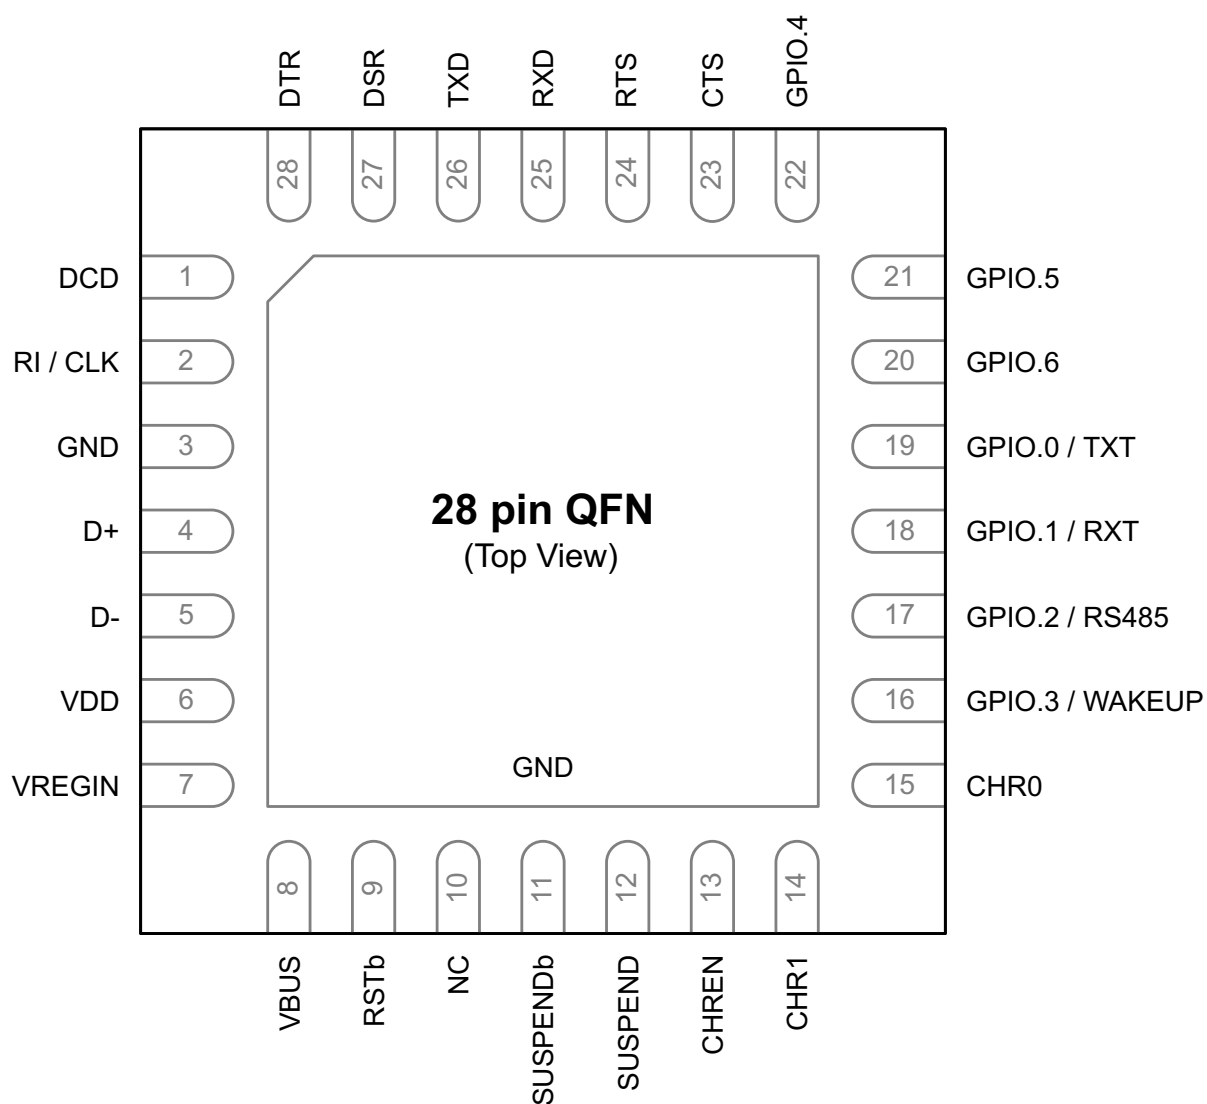 DTR
DSR
TXD
RXD
RTS
CTS
GPIO.4
28
27
26
25
24
23
22
DCD
1
21
GPIO.5
RI / CLK
2
20
GPIO.6
GND
3
19
GPIO.0 / TXT
D+
4
18
GPIO.1 / RXT
D-
5
17
GPIO.2 / RS485
VDD
6
16
GPIO.3 / WAKEUP
VREGIN
7
15
CHR0
28 pin QFN
(Top View)
GND
8
9
10
11
12
13
14
VBUS
RSTb
NC
SUSPENDb
SUSPEND
CHREN
CHR1